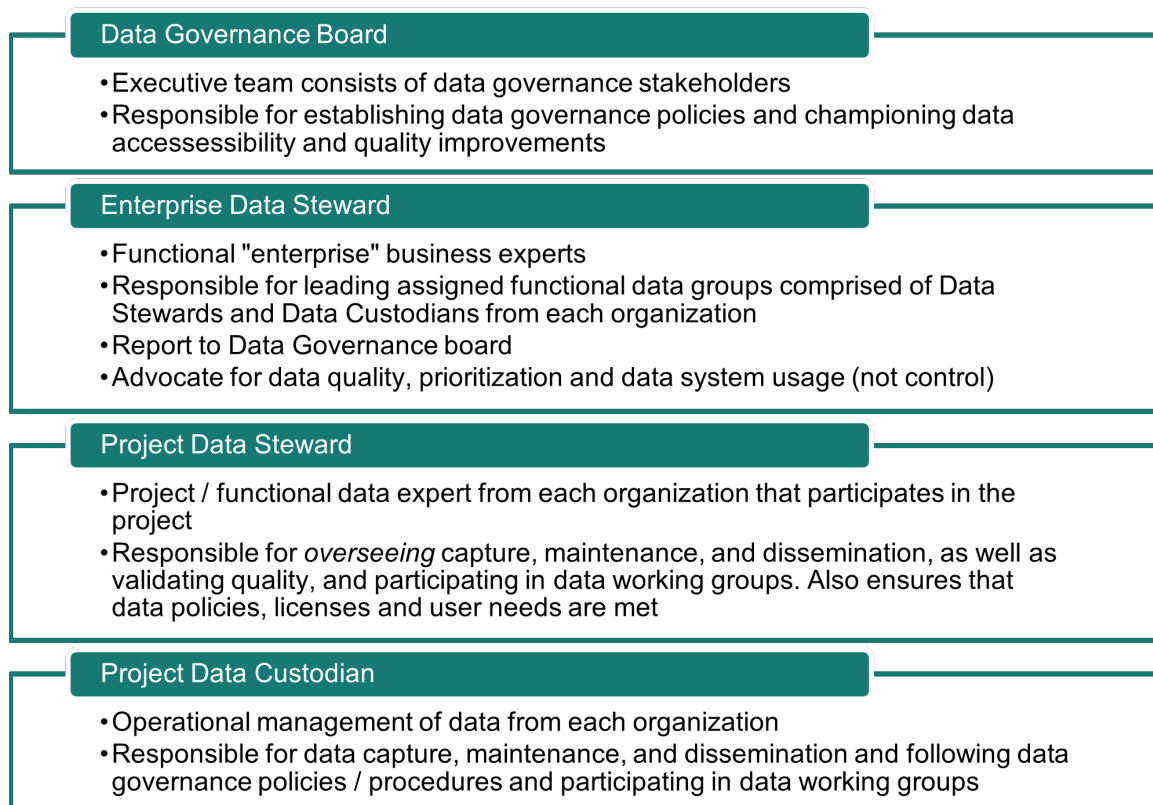 Data Governance Board
•Executive team consists of data governance stakeholders
•Responsible for establishing data governance policies and championing data
accessessibility and quality improvements
Enterprise Data Steward
•Functional "enterprise" business experts
•Responsible for leading assigned functional data groups comprised of Data
Stewards and Data Custodians from each organization
•Report to Data Governance board
•Advocate for data quality, prioritization and data system usage (not control)
Project Data Steward
•Project / functional data expert from each organization that participates in the
project
•Responsible for overseeing capture, maintenance, and dissemination, as well as
validating quality, and participating in data working groups. Also ensures that
data policies, licenses and user needs are met
Project Data Custodian
•Operational management of data from each organization
•Responsible for data capture, maintenance, and dissemination and following data
governance policies / procedures and participating in data working groups